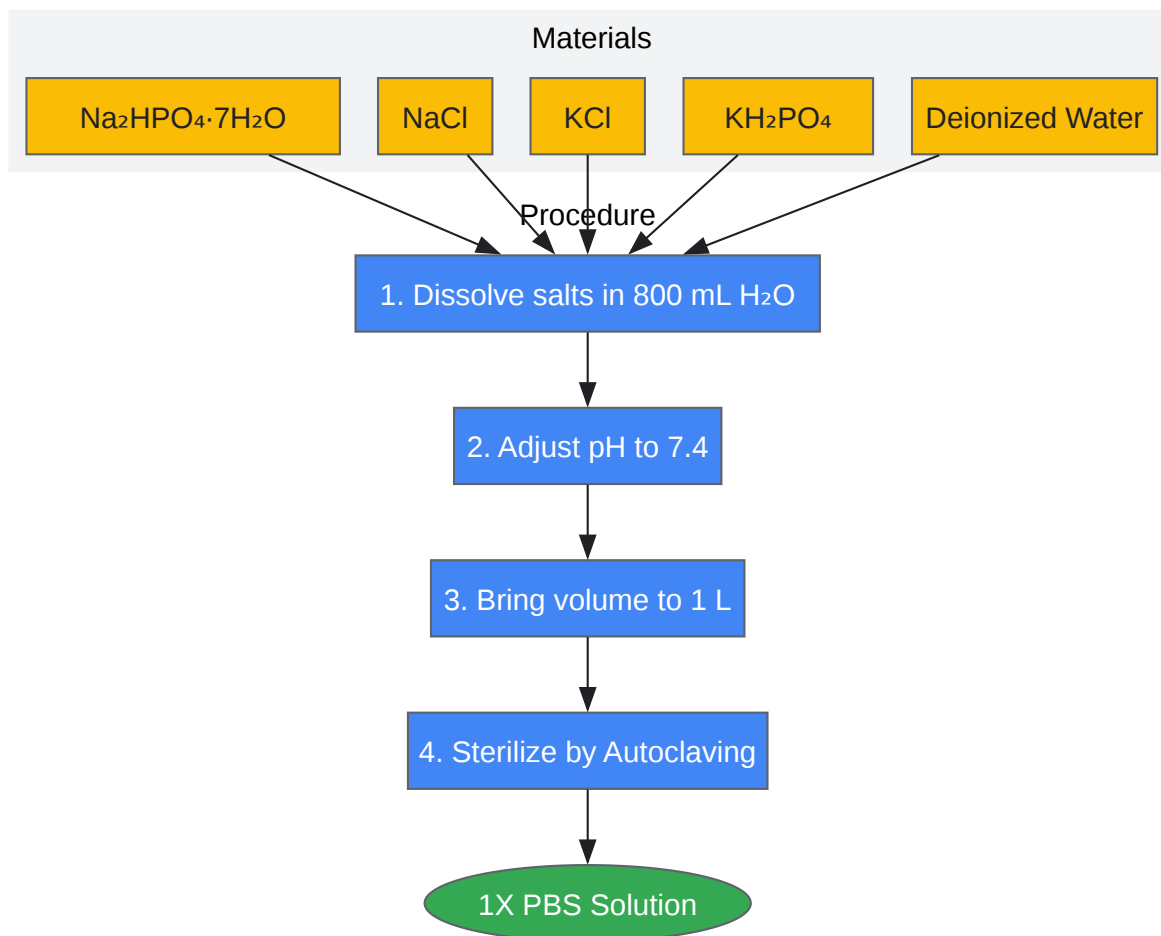 Materials
Na₂HPO₄·7H₂O
NaCl
KCl
KH₂PO₄
Deionized Water
Procedure
1. Dissolve salts in 800 mL H₂O
2. Adjust pH to 7.4
3. Bring volume to 1 L
4. Sterilize by Autoclaving
1X PBS Solution